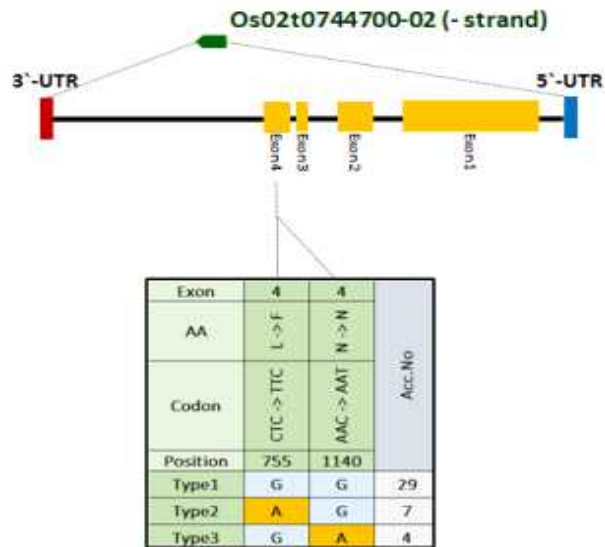 Os02t0744700-02 (- strand)
3`-UTR
5`-UTR
Exon4
Exon3
Exon2
Exon1
Exon 4 4 Acc.No
AA L -> F N -> N
Codon CTC -> TTC AAC -> AAT
Position 755 1140
Type1 G G 29
Type2 A G 7
Type3 G A 4